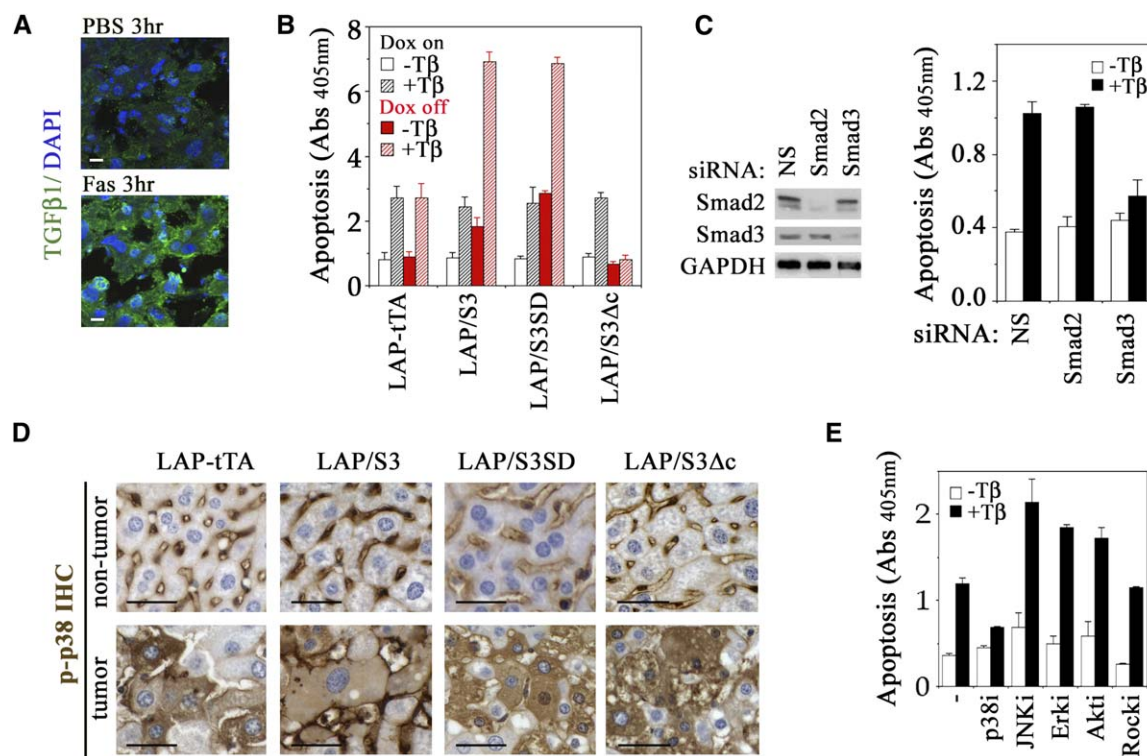 A
PBS 3hr
Fas 3hr
TGFβ1/ DAPI
B
Apoptosis (Abs 405nm)
8
6
4
2
0
Dox on
-Tβ
+Tβ
Dox off
-Tβ
+Tβ
LAP-tTA
LAP/S3
LAP/S3SD
LAP/S3Δc
C
siRNA:
NS
Smad2
Smad3
Smad2
Smad3
GAPDH
Apoptosis (Abs 405nm)
1.2
0.8
0.4
0.0
-Tβ
+Tβ
siRNA:
NS
Smad2
Smad3
D
LAP-tTA LAP/S3 LAP/S3SD LAP/S3Δc
p-p38 IHC
non-tumor
tumor
E
Apoptosis (Abs 405nm)
2
1
0
-Tβ
+Tβ
-
p38i
JNKi
Erki
Akti
Rocki